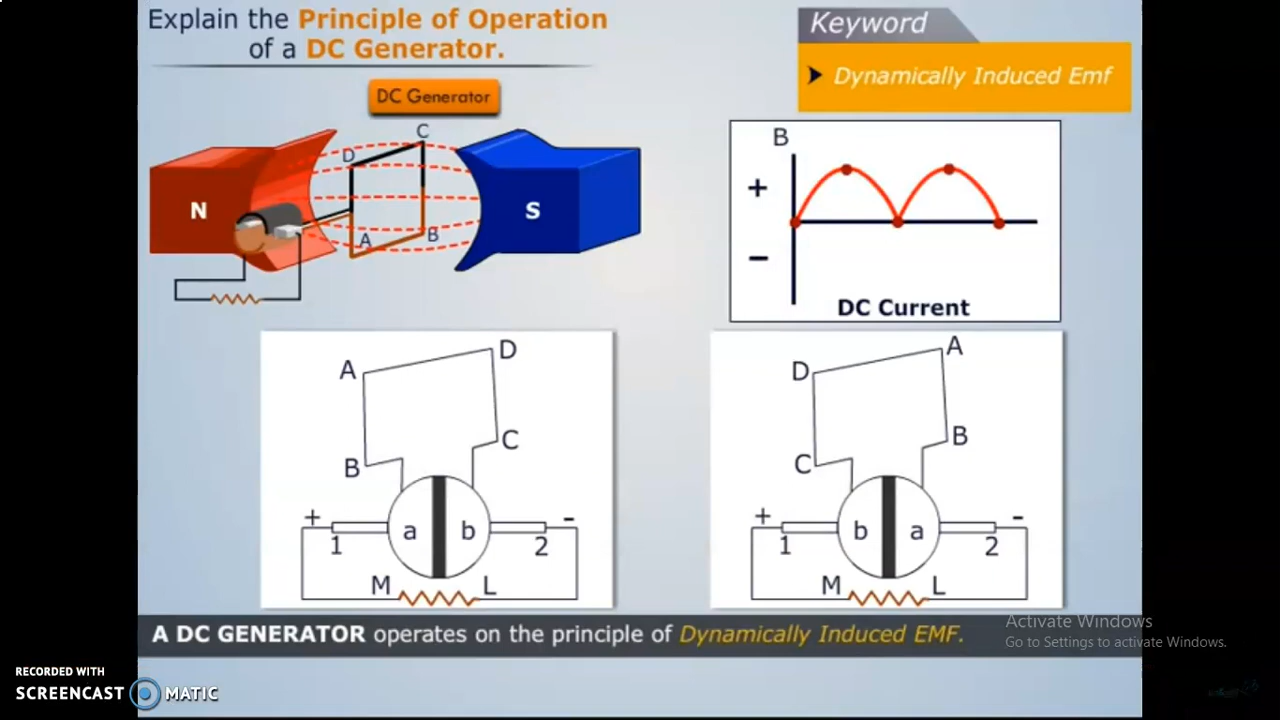 Explain the Principle of Operation
of a DC Generator.
Keyword
Dynamically Induced Emf
DC Generator
N
S
D
C
A
B
B
+
−
DC Current
A
D
B
C
a
b
+
-
1
2
M
L
D
A
C
B
b
a
+
-
1
2
M
L
A DC GENERATOR operates on the principle of Dynamically Induced EMF.
Activate Windows
Go to Settings to activate Windows.
RECORDED WITH
SCREENCAST MATIC